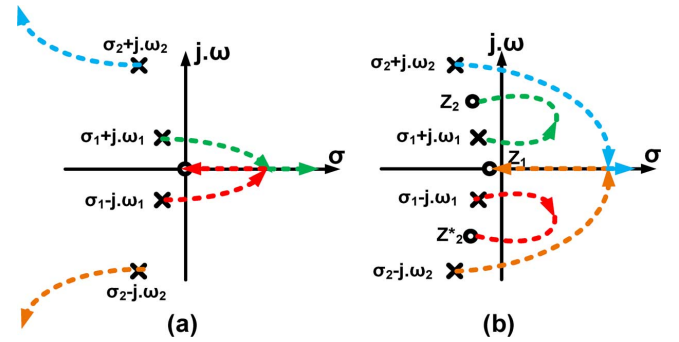 j.ω
σ₂+j.ω₂
σ₁+j.ω₁
σ
σ₁-j.ω₁
σ₂-j.ω₂
(a)
j.ω
σ₂+j.ω₂
Z₂
σ₁+j.ω₁
Z₁
σ
σ₁-j.ω₁
Z*₂
σ₂-j.ω₂
(b)